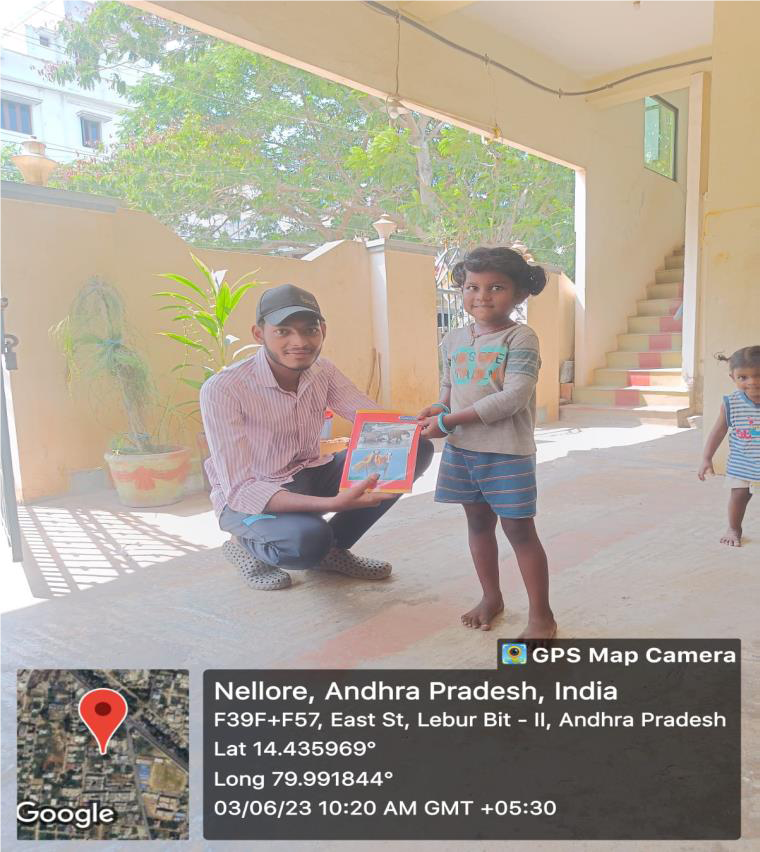 GPS Map Camera
Nellore, Andhra Pradesh, India
F39F+F57, East St, Lebur Bit - II, Andhra Pradesh
Lat 14.435969°
Long 79.991844°
03/06/23 10:20 AM GMT +05:30
Google